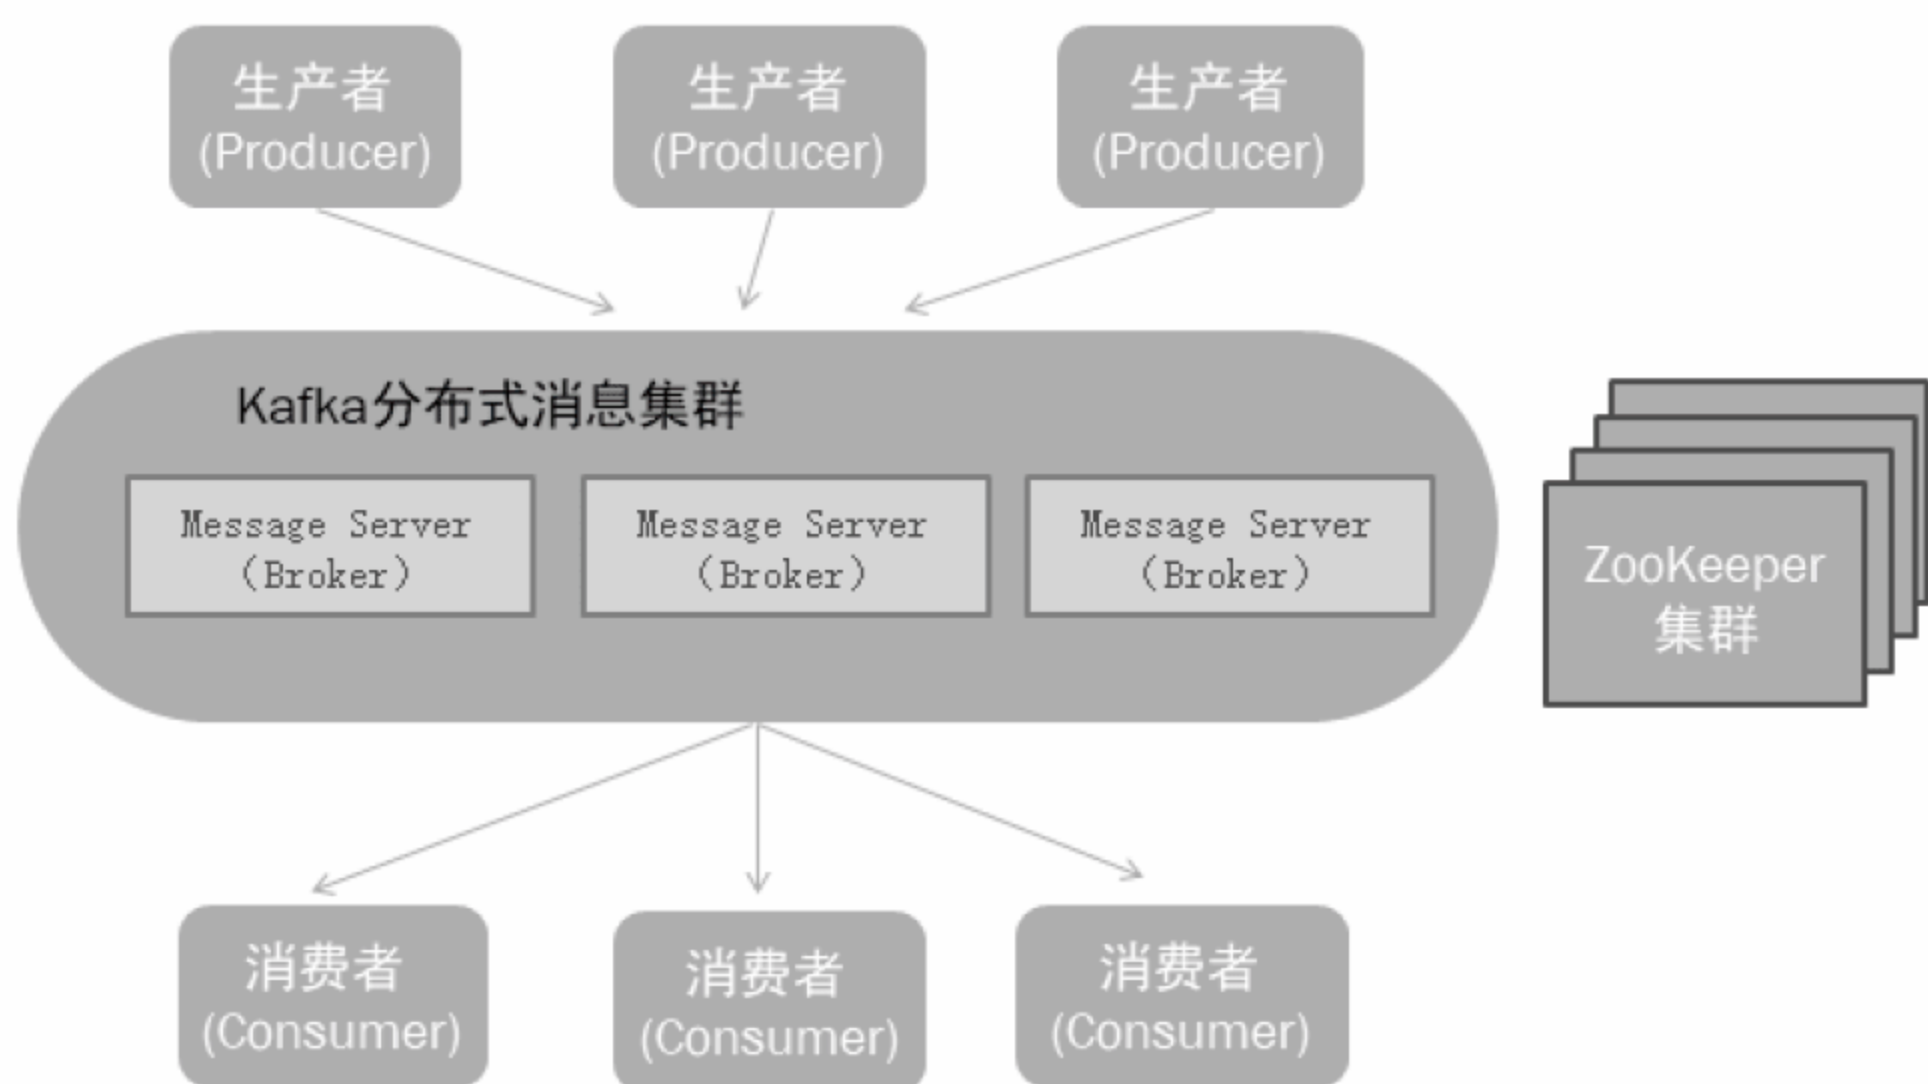 生产者
(Producer)
生产者
(Producer)
生产者
(Producer)
Kafka分布式消息集群
Message Server
（Broker）
Message Server
（Broker）
Message Server
（Broker）
ZooKeeper
集群
消费者
(Consumer)
消费者
(Consumer)
消费者
(Consumer)